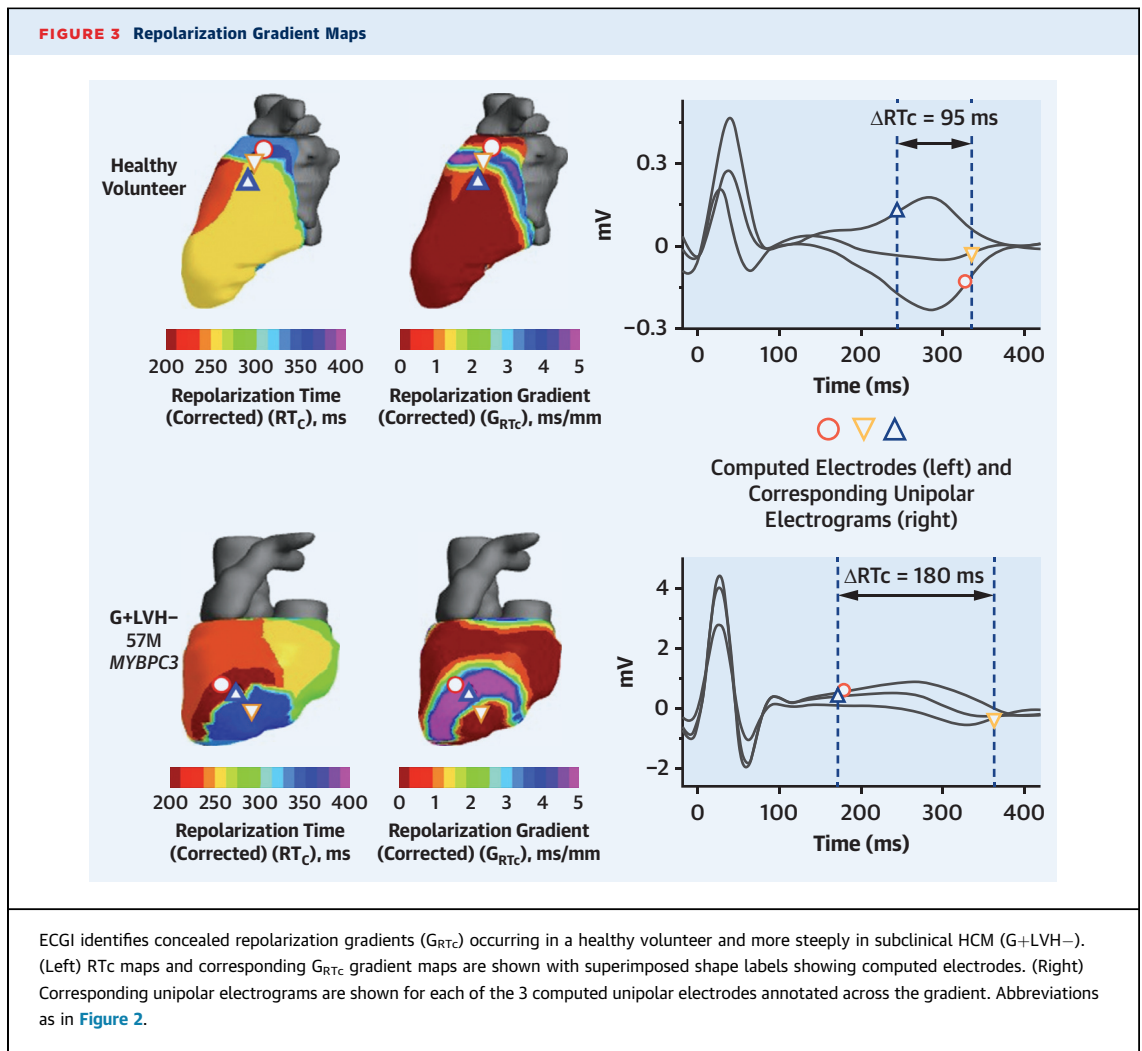 FIGURE 3 Repolarization Gradient Maps
Healthy
Volunteer
200 250 300 350 400
Repolarization Time
(Corrected) (RTC), ms
0 1 2 3 4 5
Repolarization Gradient
(Corrected) (GRTc), ms/mm
ΔRTc = 95 ms
mV
0.3
0
−0.3
0 100 200 300 400
Time (ms)
Computed Electrodes (left) and
Corresponding Unipolar
Electrograms (right)
G+LVH−
57M
MYBPC3
200 250 300 350 400
Repolarization Time
(Corrected) (RTC), ms
0 1 2 3 4 5
Repolarization Gradient
(Corrected) (GRTc), ms/mm
ΔRTc = 180 ms
mV
4
2
0
−2
0 100 200 300 400
Time (ms)
ECGI identifies concealed repolarization gradients (GRTc) occurring in a healthy volunteer and more steeply in subclinical HCM (G+LVH−).
(Left) RTc maps and corresponding GRTc gradient maps are shown with superimposed shape labels showing computed electrodes. (Right)
Corresponding unipolar electrograms are shown for each of the 3 computed unipolar electrodes annotated across the gradient. Abbreviations
as in Figure 2.